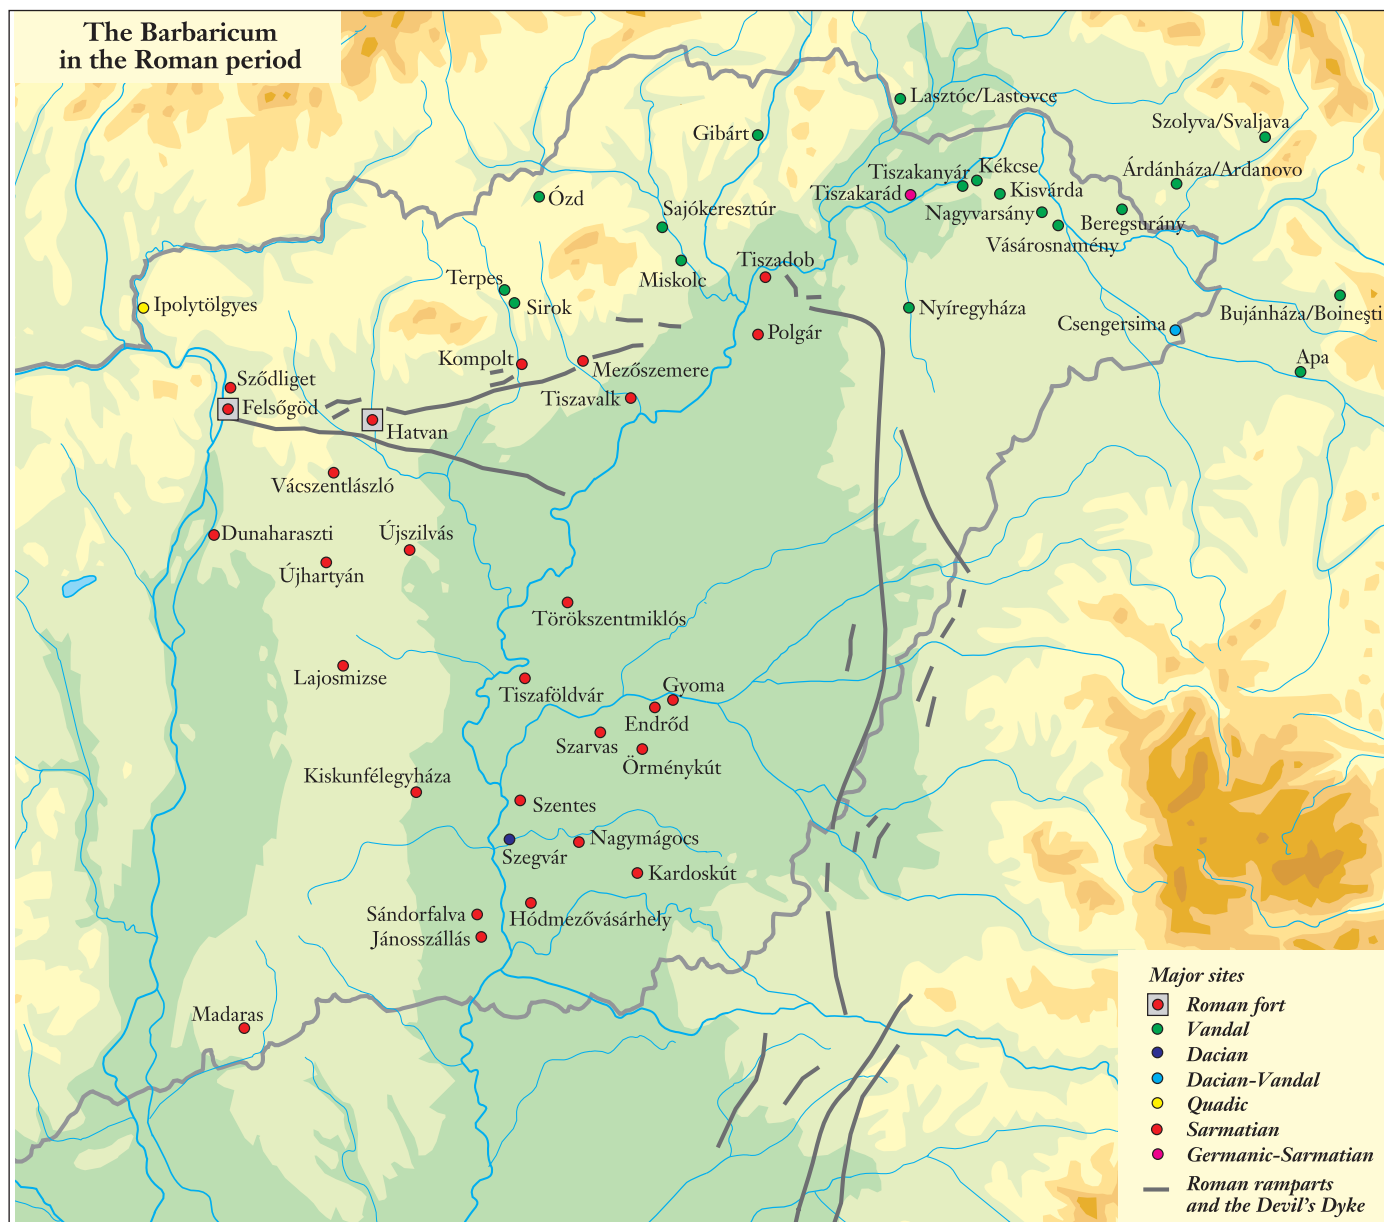 The Barbaricum
in the Roman period
Lasztóc/Lastovce
Szolyva/Svaljava
Gibárt
Kékcse
Tiszakanyár
Árdánháza/Ardanovo
Tiszakarád
Kisvárda
Ózd
Sajókeresztúr
Nagyvarsány
Beregsurány
Vásárosnamény
Tiszadob
Miskolc
Terpes
Sirok
Ipolytölgyes
Nyíregyháza
Bujánháza/Boineşti
Csengersima
Polgár
Kompolt
Apa
Mezőszemere
Sződliget
Tiszavalk
Felsőgöd
Hatvan
Vácszentlászló
Dunaharaszti
Újszilvás
Újhartyán
Törökszentmiklós
Lajosmizse
Tiszaföldvár
Gyoma
Endrőd
Szarvas
Örménykút
Kiskunfélegyháza
Szentes
Nagymágocs
Szegvár
Kardoskút
Sándorfalva
Hódmezővásárhely
Jánosszállás
Madaras
Major sites
Roman fort
Vandal
Dacian
Dacian-Vandal
Quadic
Sarmatian
Germanic-Sarmatian
Roman ramparts
and the Devil's Dyke